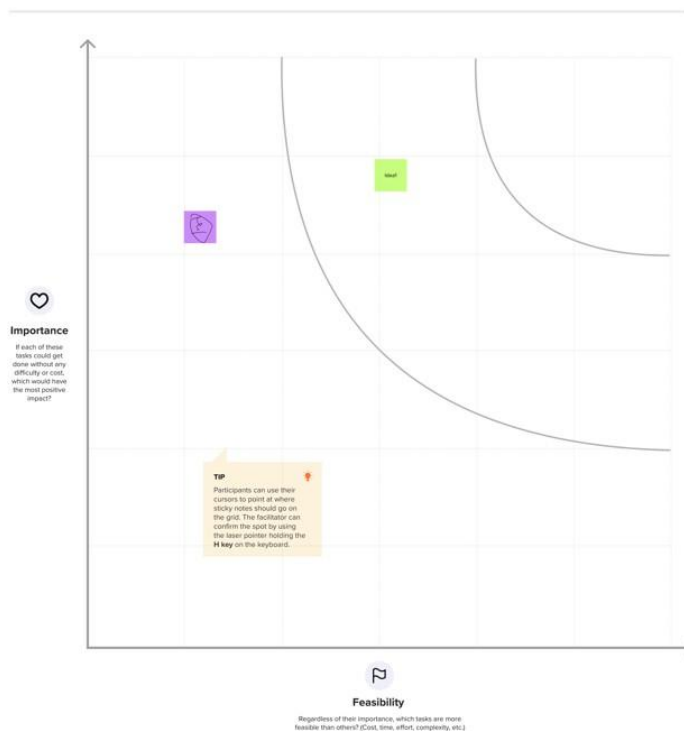 Idea!
Importance
If each of these
tasks could get
done without any
difficulty or cost,
which would have
the most positive
impact?
TIP
Participants can use their
cursors to point at where
sticky notes should go on
the grid. The facilitator can
confirm the spot by using
the laser pointer holding the
H key on the keyboard.
Feasibility
Regardless of their importance, which tasks are more
feasible than others? (Cost, time, effort, complexity, etc.)